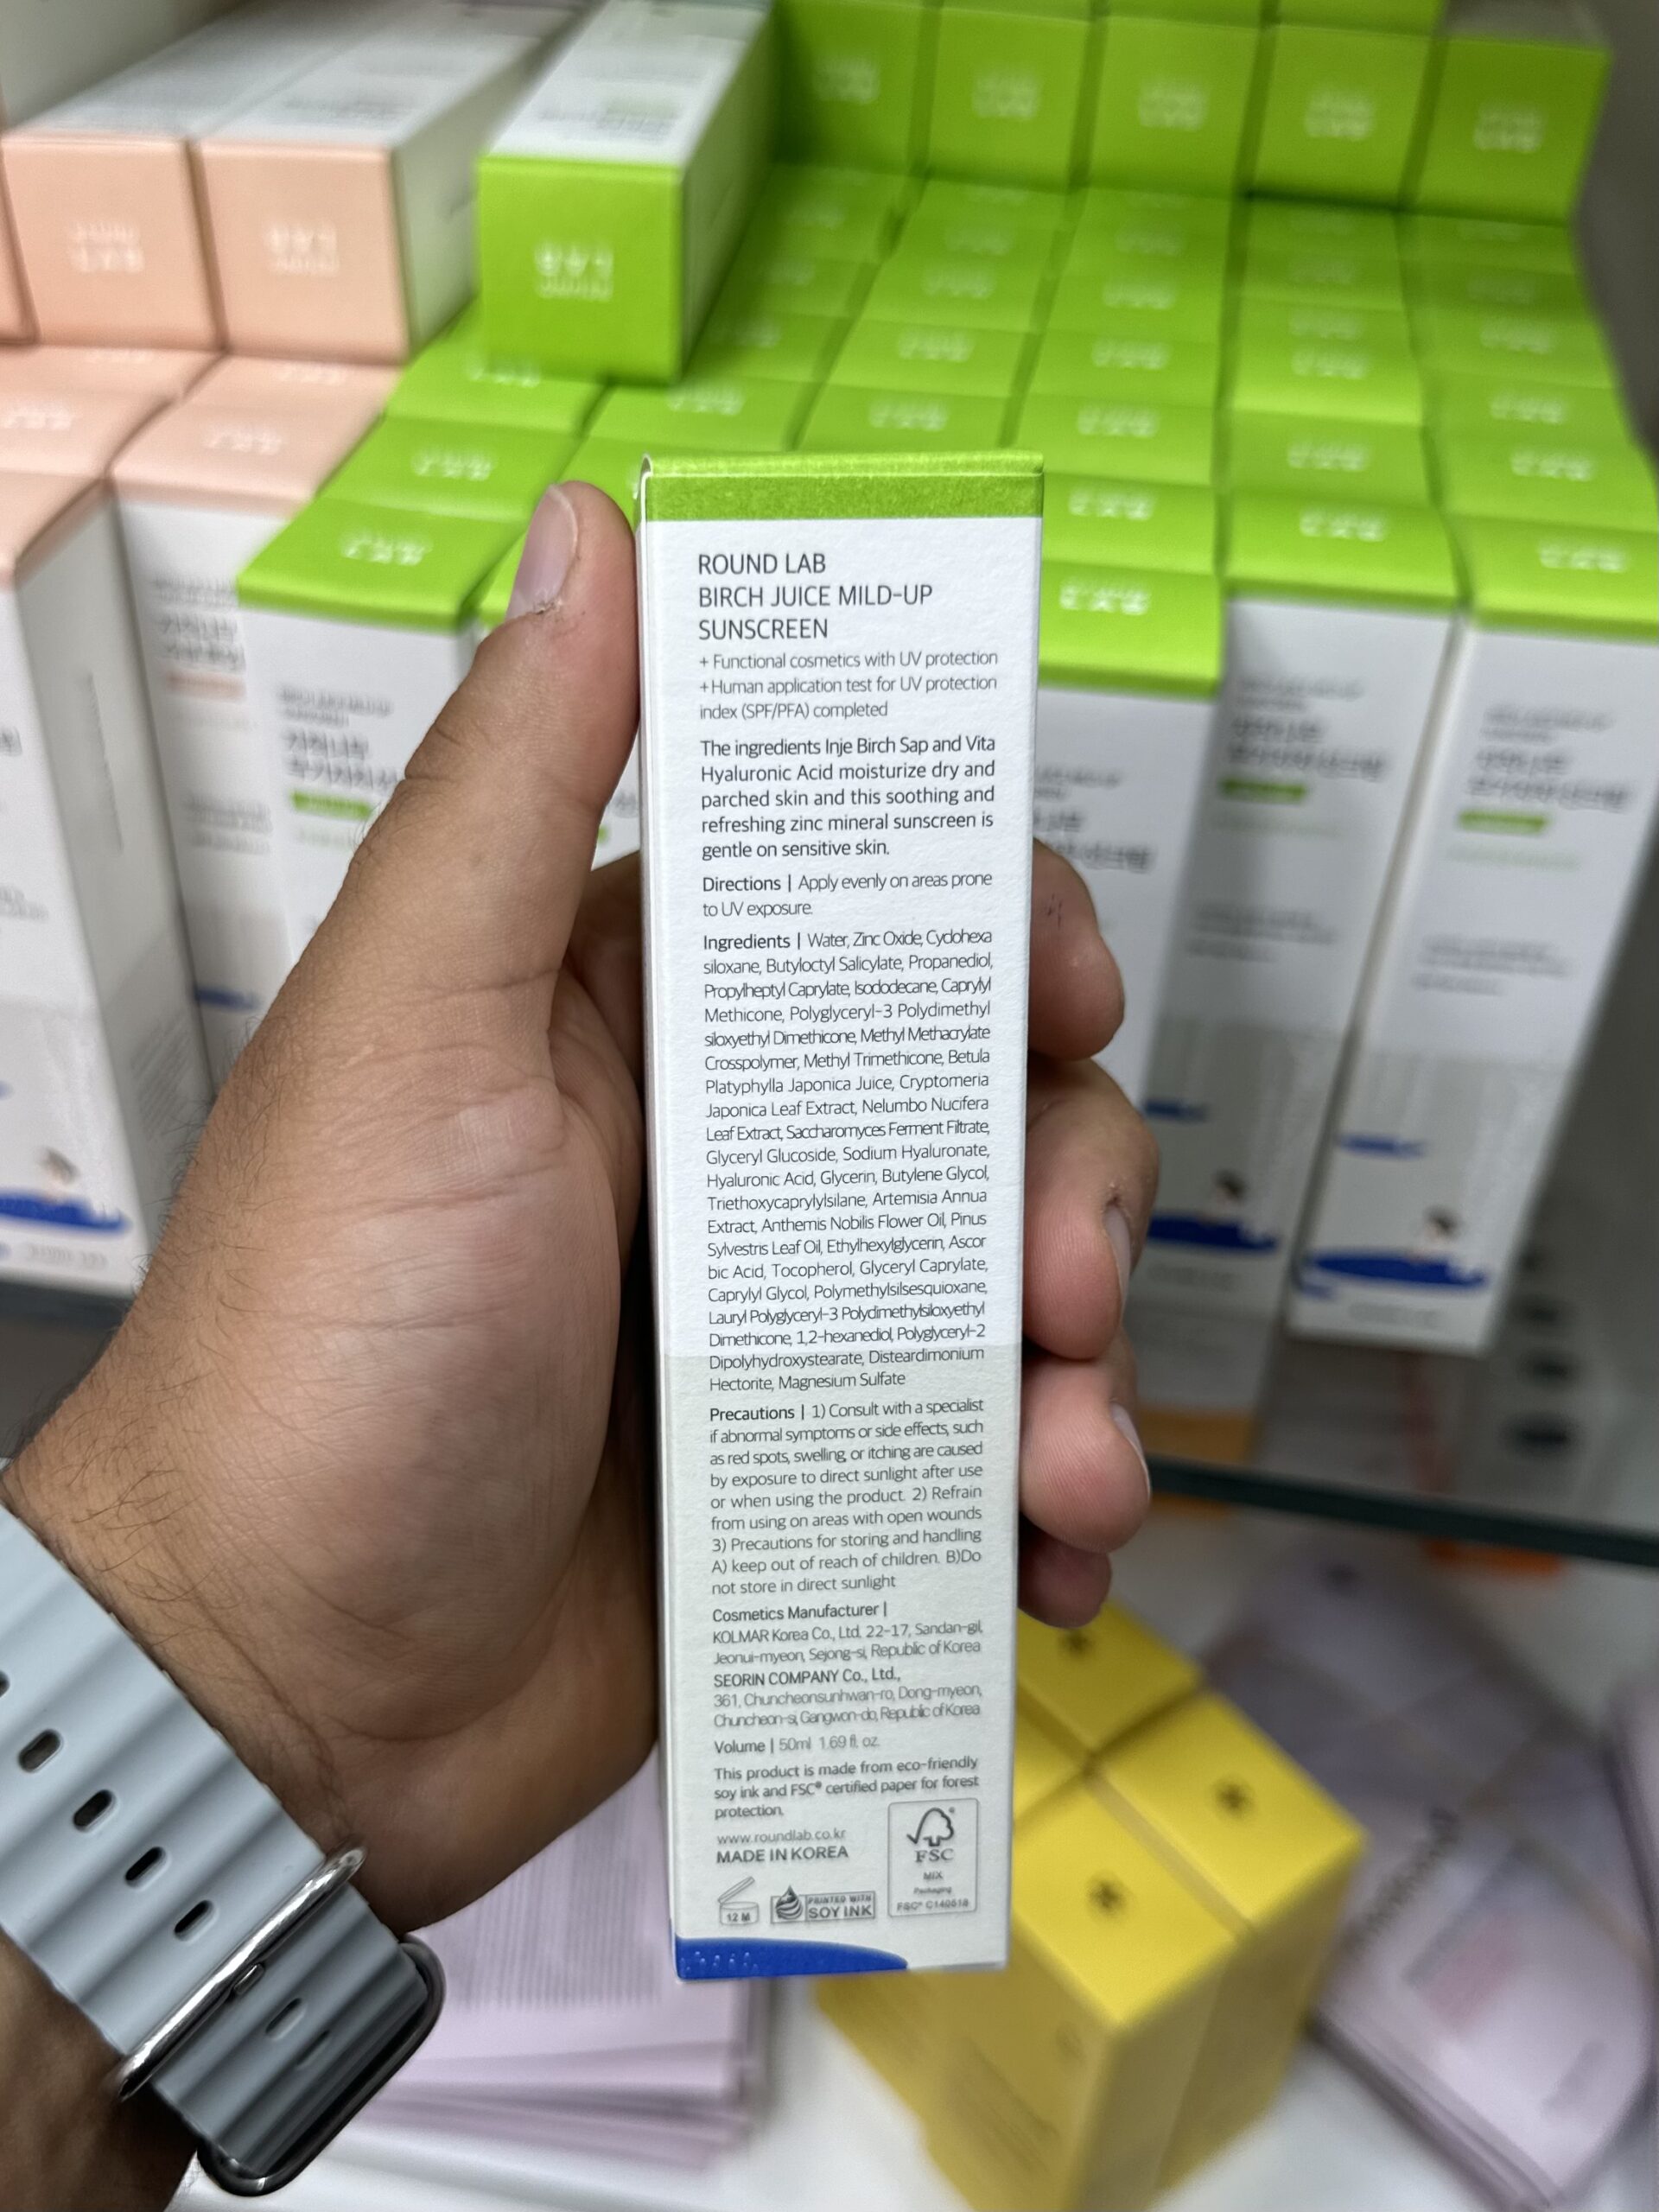 ROUND LAB
BIRCH JUICE MILD-UP
SUNSCREEN
+ Functional cosmetics with UV protection
+Human application test for UV protection
index (SPF/PFA) completed
The ingredients Inje Birch Sap and Vita
Hyaluronic Acid moisturize dry and
parched skin and this soothing and
refreshing zinc mineral sunscreen is
gentle on sensitive skin.
Directions | Apply evenly on areas prone
to UV exposure.
Ingredients | Water, Zinc Oxide, Cyclohexa
siloxane, Butyloctyl Salicylate, Propanediol,
Propylheptyl Caprylate, Isododecane, Caprylyl
Methicone, Polyglyceryl-3 Polydimethyl
siloxyethyl Dimethicone, Methyl Methacrylate
Crosspolymer, Methyl Trimethicone, Betula
Platyphylla Japonica Juice, Cryptomeria
Japonica Leaf Extract, Nelumbo Nucifera
Leaf Extract, Saccharomyces Ferment Filtrate,
Glyceryl Glucoside, Sodium Hyaluronate,
Hyaluronic Acid, Glycerin, Butylene Glycol,
Triethoxycaprylylsilane, Artemisia Annua
Extract, Anthemis Nobilis Flower Oil, Pinus
Sylvestris Leaf Oil, Ethylhexylglycerin, Ascor
bic Acid, Tocopherol, Glyceryl Caprylate,
Caprylyl Glycol, Polymethylsilsesquioxane,
Lauryl Polyglyceryl-3 Polydimethylsiloxyethyl
Dimethicone, 1,2-hexanediol, Polyglyceryl-2
Dipolyhydroxystearate, Disteardimonium
Hectorite, Magnesium Sulfate
Precautions | 1) Consult with a specialist
if abnormal symptoms or side effects, such
as red spots, swelling, or itching are caused
by exposure to direct sunlight after use
or when using the product. 2) Refrain
from using on areas with open wounds
3) Precautions for storing and handling
A) keep out of reach of children. B)Do
not store in direct sunlight
Cosmetics Manufacturer |
KOLMAR Korea Co., Ltd. 22-17, Sandan-gil,
Jeonui-myeon, Sejong-si, Republic of Korea
SEORIN COMPANY Co., Ltd.,
361, Chuncheonsunhwan-ro, Dong-myeon,
Chuncheon-si, Gangwon-do, Republic of Korea
Volume | 50ml 1.69 fl. oz.
This product is made from eco-friendly
soy ink and FSC® certified paper for forest
protection.
www.roundlab.co.kr
MADE IN KOREA
12 M
PRINTED WITH
SOY INK
FSC
MIX
Packaging
FSC® C140518